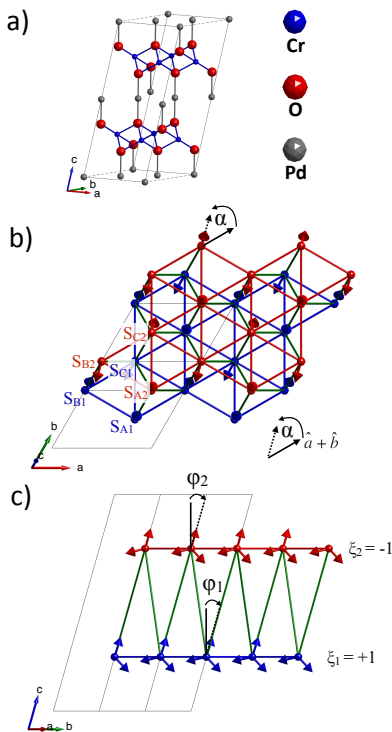 a)
Cr
O
Pd
c
b
a
b)
α
S_C2
S_B2
S_C1
S_B1
S_A2
S_A1
α
â + b̂
b
c
a
c)
φ₂
ξ₂ = -1
φ₁
ξ₁ = +1
c
a
b